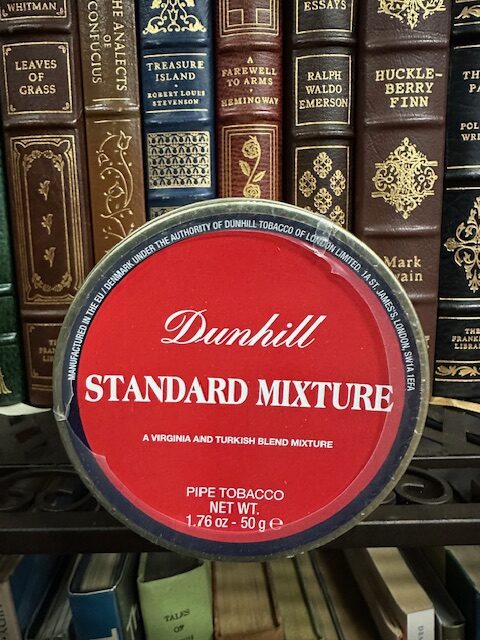 WHITMAN
LEAVES
OF
GRASS
THE ANALECTS
OF
CONFUCIUS
TREASURE
ISLAND
ROBERT LOUIS
STEVENSON
A
FAREWELL
TO ARMS
HEMINGWAY
ESSAYS
RALPH
WALDO
EMERSON
HUCKLE-
BERRY
FINN
Mark
MANUFACTURED IN THE EU / DENMARK UNDER THE AUTHORITY OF DUNHILL TOBACCO OF LONDON LIMITED. 1A ST. JAMES'S, LONDON, SW1A 1EFA
Dunhill
STANDARD MIXTURE
A VIRGINIA AND TURKISH BLEND MIXTURE
PIPE TOBACCO
NET WT.
1.76 oz - 50 g ℮
TALES
OF